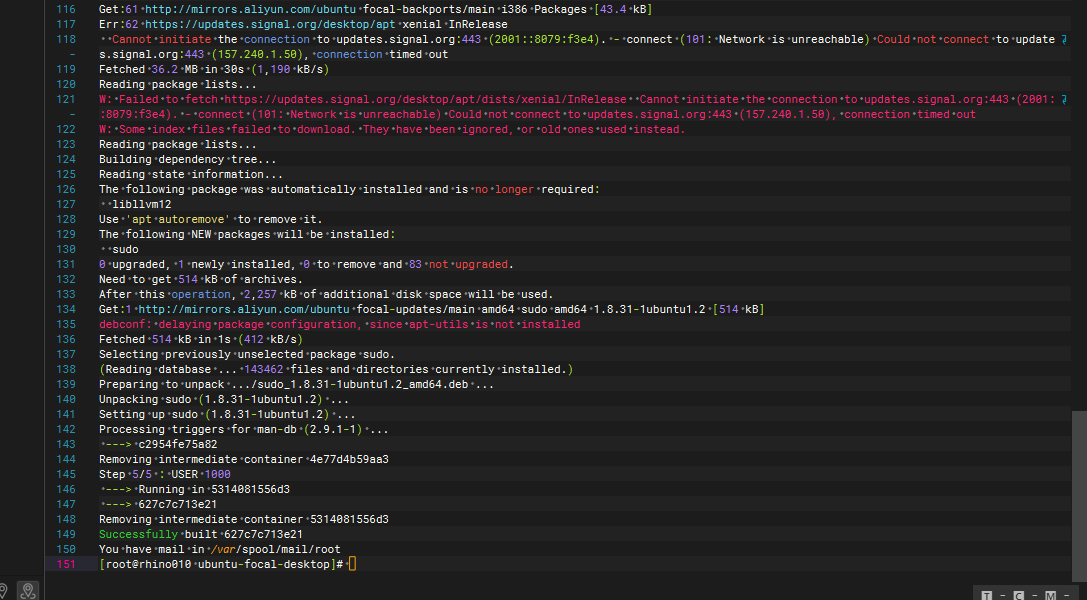 116 Get:61 http://mirrors.aliyun.com/ubuntu focal-backports/main i386 Packages [43.4 kB]
117 Err:62 https://updates.signal.org/desktop/apt xenial InRelease
118   Cannot initiate the connection to updates.signal.org:443 (2001::8079:f3e4). - connect (101: Network is unreachable) Could not connect to update
- s.signal.org:443 (157.240.1.50), connection timed out
119 Fetched 36.2 MB in 30s (1,190 kB/s)
120 Reading package lists...
121 W: Failed to fetch https://updates.signal.org/desktop/apt/dists/xenial/InRelease  Cannot initiate the connection to updates.signal.org:443 (2001:
- :8079:f3e4). - connect (101: Network is unreachable) Could not connect to updates.signal.org:443 (157.240.1.50), connection timed out
122 W: Some index files failed to download. They have been ignored, or old ones used instead.
123 Reading package lists...
124 Building dependency tree...
125 Reading state information...
126 The following package was automatically installed and is no longer required:
127   libllvm12
128 Use 'apt autoremove' to remove it.
129 The following NEW packages will be installed:
130   sudo
131 0 upgraded, 1 newly installed, 0 to remove and 83 not upgraded.
132 Need to get 514 kB of archives.
133 After this operation, 2,257 kB of additional disk space will be used.
134 Get:1 http://mirrors.aliyun.com/ubuntu focal-updates/main amd64 sudo amd64 1.8.31-1ubuntu1.2 [514 kB]
135 debconf: delaying package configuration, since apt-utils is not installed
136 Fetched 514 kB in 1s (412 kB/s)
137 Selecting previously unselected package sudo.
138 (Reading database ... 143462 files and directories currently installed.)
139 Preparing to unpack .../sudo_1.8.31-1ubuntu1.2_amd64.deb ...
140 Unpacking sudo (1.8.31-1ubuntu1.2) ...
141 Setting up sudo (1.8.31-1ubuntu1.2) ...
142 Processing triggers for man-db (2.9.1-1) ...
143  ---> c2954fe75a82
144 Removing intermediate container 4e77d4b59aa3
145 Step 5/5 : USER 1000
146  ---> Running in 5314081556d3
147  ---> 627c7c713e21
148 Removing intermediate container 5314081556d3
149 Successfully built 627c7c713e21
150 You have mail in /var/spool/mail/root
151 [root@rhino010 ubuntu-focal-desktop]#
T - C - M -